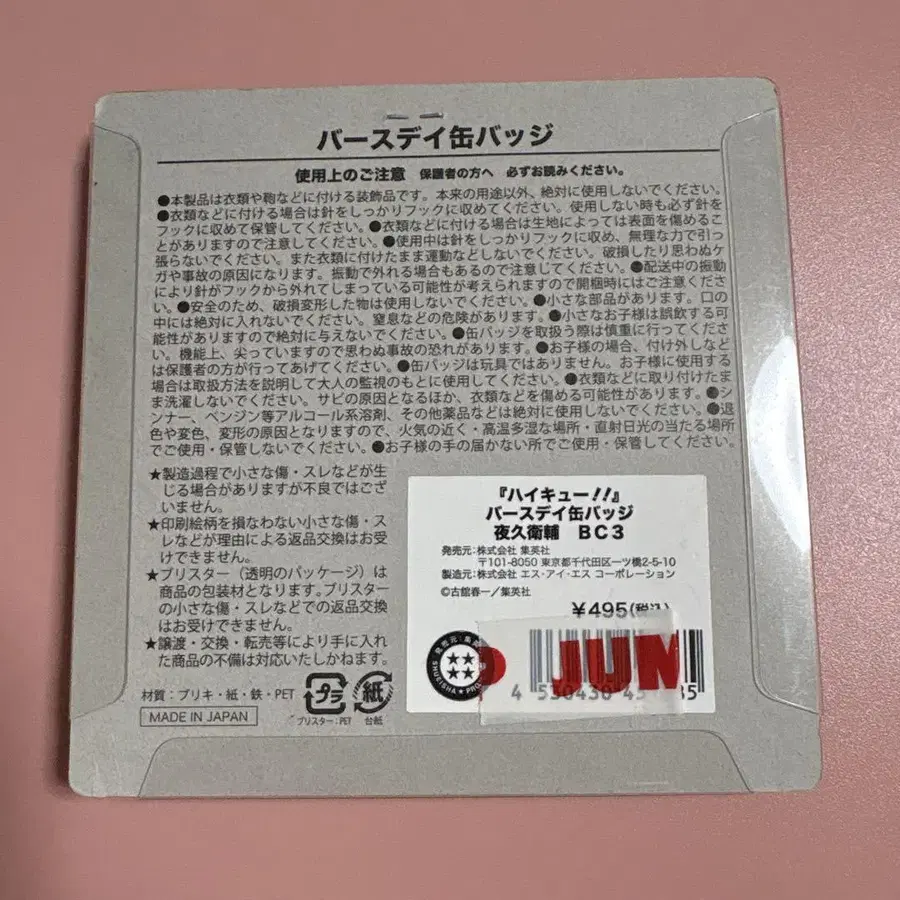 バースデイ缶バッジ
使用上のご注意 保護者の方へ 必ずお読みください。
●本製品は衣類や鞄などに付ける装飾品です。本来の用途以外、絶対に使用しないでください。
●衣類などに付ける場合は針をしっかりフックに収めてください。使用しない時も必ず針を
フックに収めて保管してください。●衣類などに付ける場合は生地によっては表面を傷めるこ
とがありますので注意してください。●使用中は針をしっかりフックに収め、無理な力で引っ
張らないでください。また衣類に付けたまま運動などしないでください。破損したり思わぬケ
ガや事故の原因になります。振動で外れる場合もあるので注意して下さい。●配送中の振動
により針がフックから外れてしまっている可能性が考えられますので開梱時にはご注意くださ
い。●安全のため、破損変形した物は使用しないでください。●小さな部品があります。口の
中には絶対に入れないでください。窒息などの危険があります。●小さなお子様は誤飲する可
能性がありますので絶対に与えないでください。●缶バッジを取扱う際は慎重に行ってくださ
い。機能上、尖っていますので思わぬ事故の恐れがあります。●お子様の場合、付け外しなど
は保護者の方が行ってあげてください。●缶バッジは玩具ではありません。お子様に使用する
場合は取扱方法を説明して大人の監視のもとに使用してください。●衣類などに取り付けたま
ま洗濯しないでください。サビの原因となるほか、衣類などを傷める可能性があります。●シ
ンナー、ベンジン等アルコール系溶剤、その他薬品などは絶対に使用しないでください。●退
色や変色、変形の原因となりますので、火気の近く・高温多湿な場所・直射日光の当たる場所
でご使用・保管しないでください。●お子様の手の届かない所でご使用・保管してください。
★製造過程で小さな傷・スレなどが生
じる場合がありますが不良ではござ
いません。
★印刷絵柄を損なわない小さな傷・ス
レなどが理由による返品交換はお受
けできません。
★ブリスター（透明のパッケージ）は
商品の包装材となります。ブリスター
の小さな傷・スレなどでの返品交換
はお受けできません。
★譲渡・交換・転売等により手に入れ
た商品の不備は対応いたしかねます。
材質：ブリキ・紙・鉄・PET
MADE IN JAPAN
プラ
ブリスター：PET
紙
台紙
『ハイキュー!!』
バースデイ缶バッジ
夜久衛輔 BC3
発売元：株式会社 集英社
〒101-8050 東京都千代田区一ツ橋2-5-10
製造元：株式会社 エス・アイ・エス コーポレーション
©古舘春一／集英社
¥495(税込)
SHUEISHA
JUN